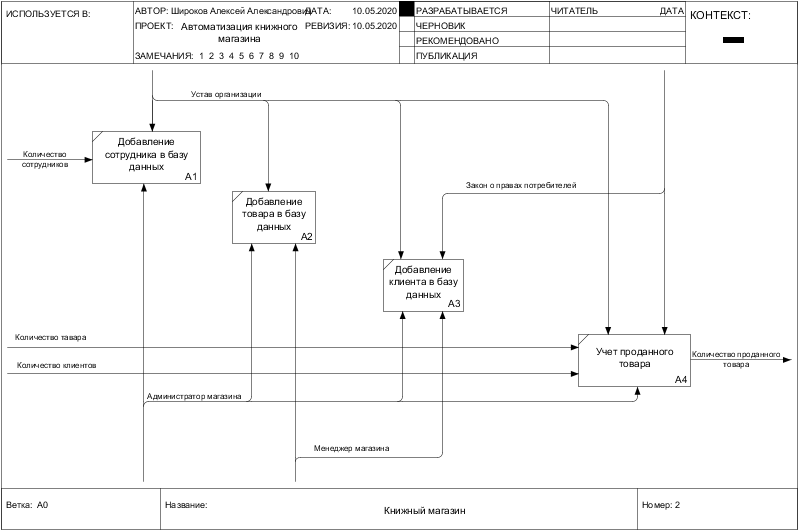 ИСПОЛЬЗУЕТСЯ В:
АВТОР: Широков Алексей Александрович
ДАТА: 10.05.2020
ПРОЕКТ: Автоматизация книжного
магазина
РЕВИЗИЯ: 10.05.2020
ЗАМЕЧАНИЯ: 1 2 3 4 5 6 7 8 9 10
РАЗРАБАТЫВАЕТСЯ
ЧЕРНОВИК
РЕКОМЕНДОВАНО
ПУБЛИКАЦИЯ
ЧИТАТЕЛЬ
ДАТА
КОНТЕКСТ:
Устав организации
Добавление
сотрудника в базу
данных
A1
Количество
сотрудников
Добавление
товара в базу
данных
A2
Закон о правах потребителей
Добавление
клиента в базу
данных
A3
Количество тавара
Количество клиентов
Учет проданного
товара
A4
Количество проданного
товара
Администратор магазина
Менеджер магазина
Ветка: A0
Название:
Книжный магазин
Номер: 2